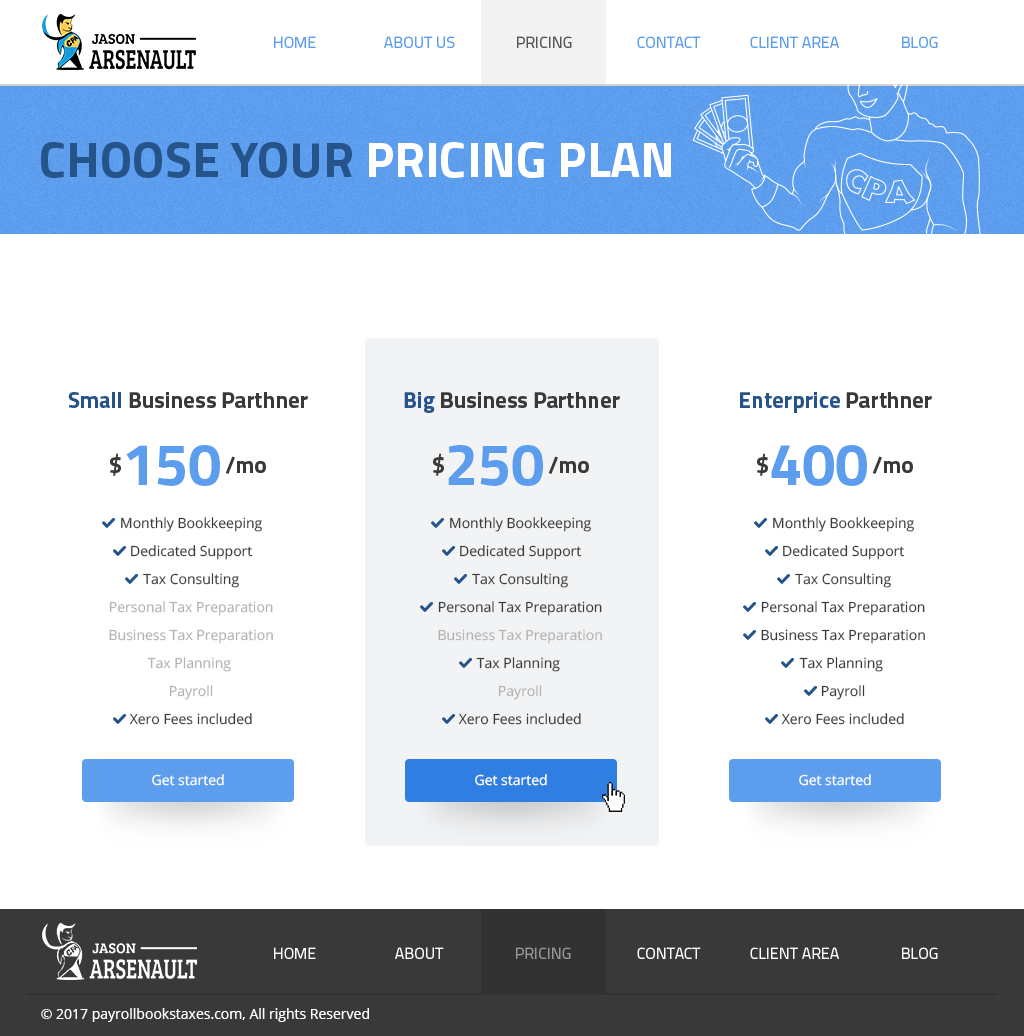 JASON
ARSENAULT
CPA
HOME
ABOUT US
PRICING
CONTACT
CLIENT AREA
BLOG
CHOOSE YOUR PRICING PLAN
CPA
Small Business Parthner
$150/mo
Monthly Bookkeeping
Dedicated Support
Tax Consulting
Personal Tax Preparation
Business Tax Preparation
Tax Planning
Payroll
Xero Fees included
Get started
Big Business Parthner
$250/mo
Monthly Bookkeeping
Dedicated Support
Tax Consulting
Personal Tax Preparation
Business Tax Preparation
Tax Planning
Payroll
Xero Fees included
Get started
Enterprice Parthner
$400/mo
Monthly Bookkeeping
Dedicated Support
Tax Consulting
Personal Tax Preparation
Business Tax Preparation
Tax Planning
Payroll
Xero Fees included
Get started
JASON
ARSENAULT
CPA
HOME
ABOUT
PRICING
CONTACT
CLIENT AREA
BLOG
© 2017 payrollbookstaxes.com, All rights Reserved